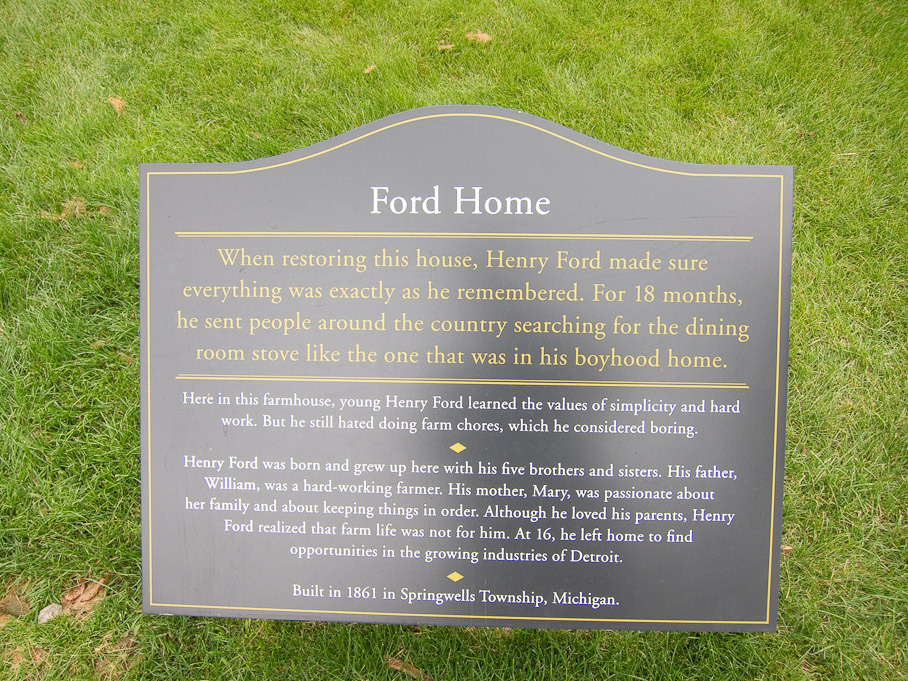 Ford Home
When restoring this house, Henry Ford made sure
everything was exactly as he remembered. For 18 months,
he sent people around the country searching for the dining
room stove like the one that was in his boyhood home.
Here in this farmhouse, young Henry Ford learned the values of simplicity and hard
work. But he still hated doing farm chores, which he considered boring.
Henry Ford was born and grew up here with his five brothers and sisters. His father,
William, was a hard-working farmer. His mother, Mary, was passionate about
her family and about keeping things in order. Although he loved his parents, Henry
Ford realized that farm life was not for him. At 16, he left home to find
opportunities in the growing industries of Detroit.
Built in 1861 in Springwells Township, Michigan.